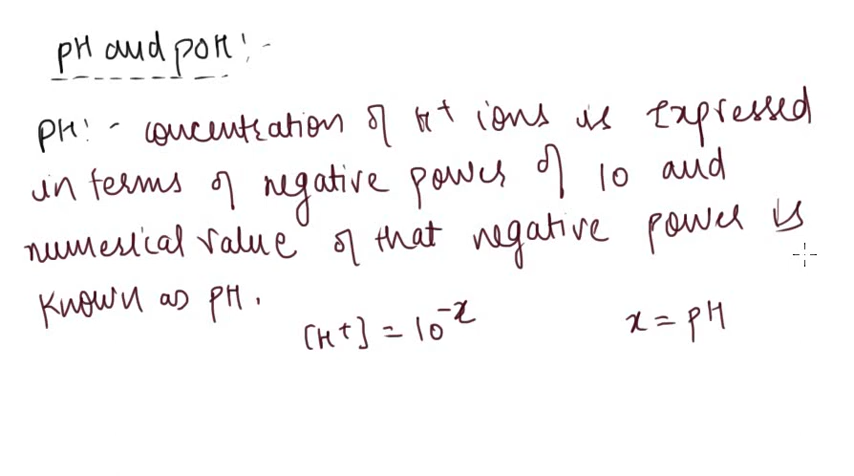 pH and pOH :-
PH :- concentration of H+ ions is Expressed
in terms of negative power of 10 and
numerical value of that negative power is
known as pH.
[H+] = 10^-x    x = pH